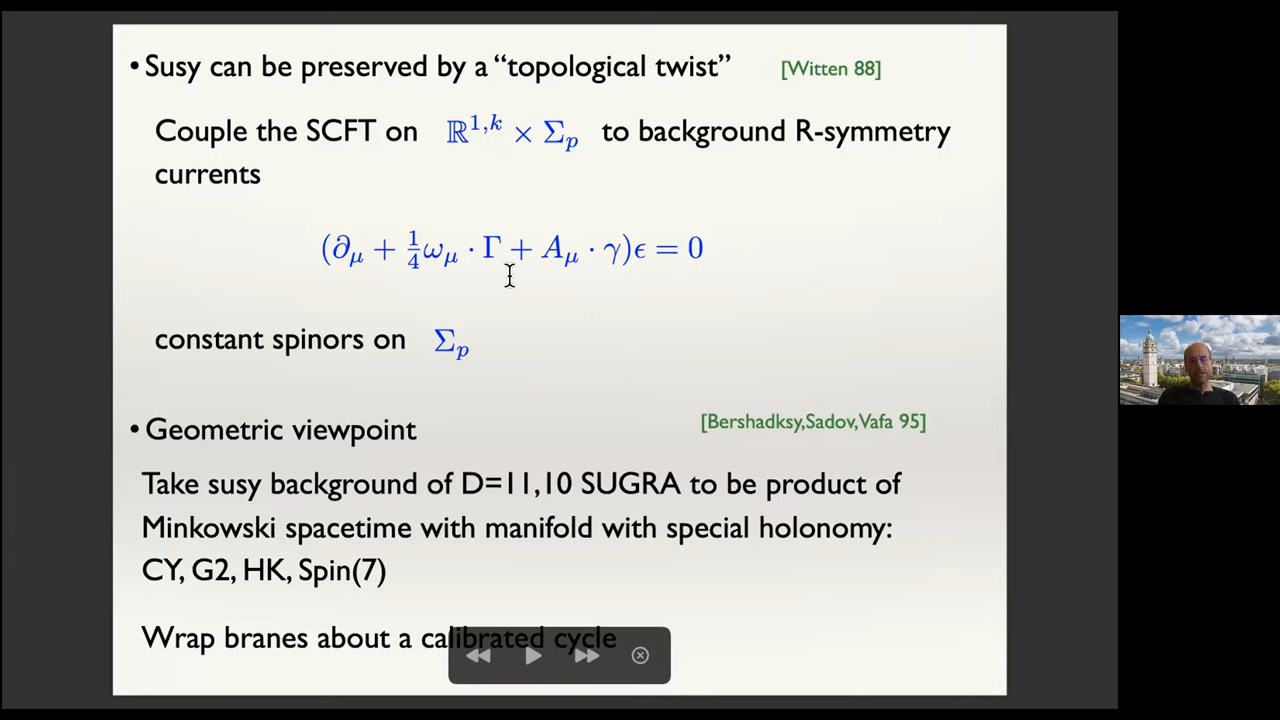 • Susy can be preserved by a “topological twist” [Witten 88]
Couple the SCFT on ℝ^{1,k} × Σ_p to background R-symmetry
currents
(∂_μ + ¼ω_μ · Γ + A_μ · γ)ϵ = 0
constant spinors on Σ_p
• Geometric viewpoint [Bershadksy,Sadov,Vafa 95]
Take susy background of D=11,10 SUGRA to be product of
Minkowski spacetime with manifold with special holonomy:
CY, G2, HK, Spin(7)
Wrap branes about a calibrated cycle